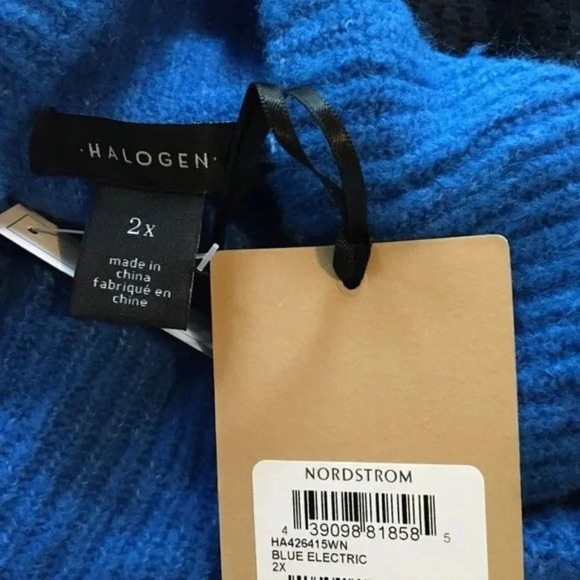 ·HALOGEN·
2x
made in
china
fabriqué en
chine
NORDSTROM
4 39098 81858 5
HA426415WN
BLUE ELECTRIC
2X